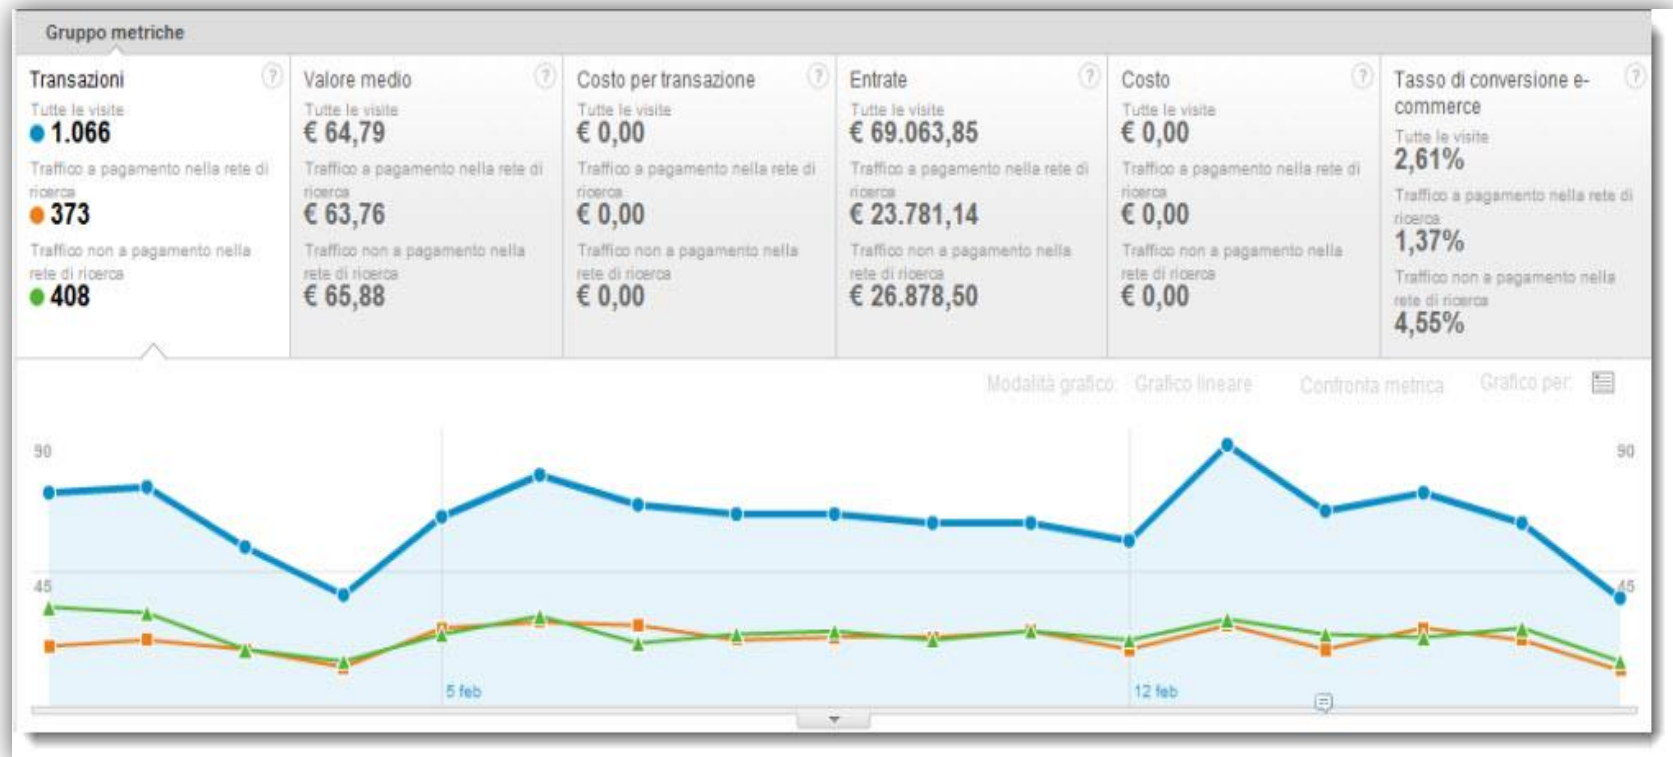 Gruppo metriche
Transazioni
Tutte le visite
1.066
Traffico a pagamento nella rete di
ricerca
373
Traffico non a pagamento nella
rete di ricerca
408
Valore medio
Tutte le visite
€ 64,79
Traffico a pagamento nella rete di
ricerca
€ 63,76
Traffico non a pagamento nella
rete di ricerca
€ 65,88
Costo per transazione
Tutte le visite
€ 0,00
Traffico a pagamento nella rete di
ricerca
€ 0,00
Traffico non a pagamento nella
rete di ricerca
€ 0,00
Entrate
Tutte le visite
€ 69.063,85
Traffico a pagamento nella rete di
ricerca
€ 23.781,14
Traffico non a pagamento nella
rete di ricerca
€ 26.878,50
Costo
Tutte le visite
€ 0,00
Traffico a pagamento nella rete di
ricerca
€ 0,00
Traffico non a pagamento nella
rete di ricerca
€ 0,00
Tasso di conversione e-
commerce
Tutte le visite
2,61%
Traffico a pagamento nella rete di
ricerca
1,37%
Traffico non a pagamento nella
rete di ricerca
4,55%
Modalità grafico: Grafico lineare Confronta metrica Grafico per:
90 90
45 45
5 feb 12 feb